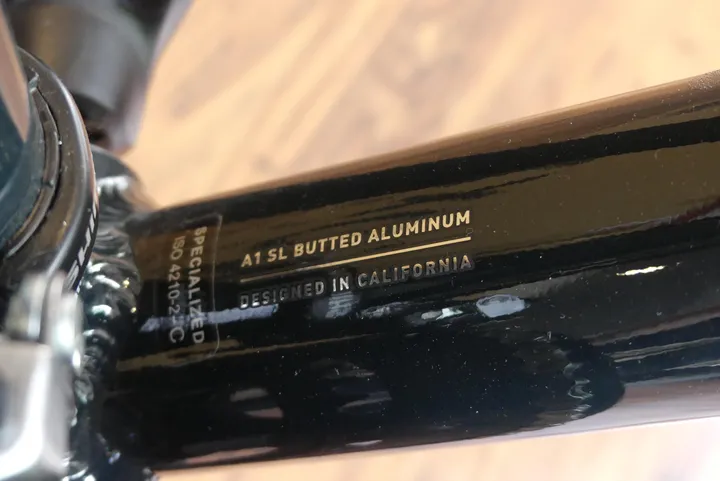 SPECIALIZED
ISO 4210-2:C
A1 SL BUTTED ALUMINUM
DESIGNED IN CALIFORNIA